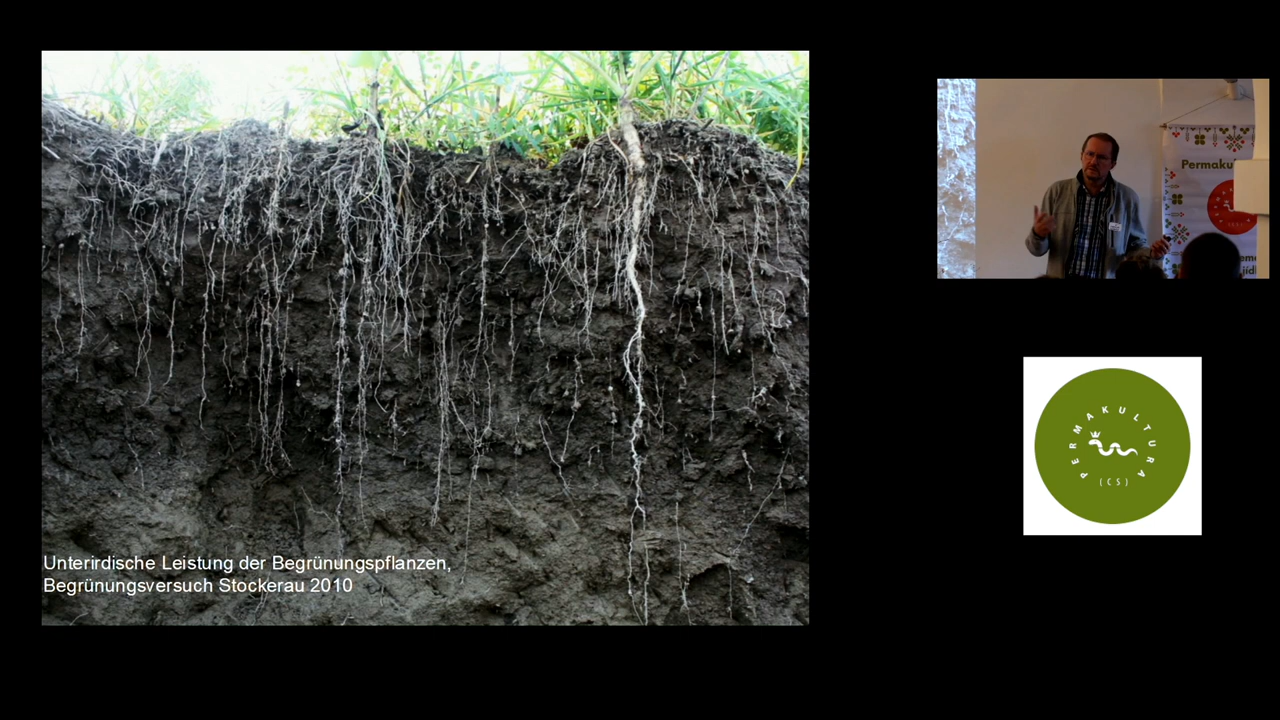 Unterirdische Leistung der Begrünungspflanzen,
Begrünungsversuch Stockerau 2010
PERMAKULTURA
(CS)